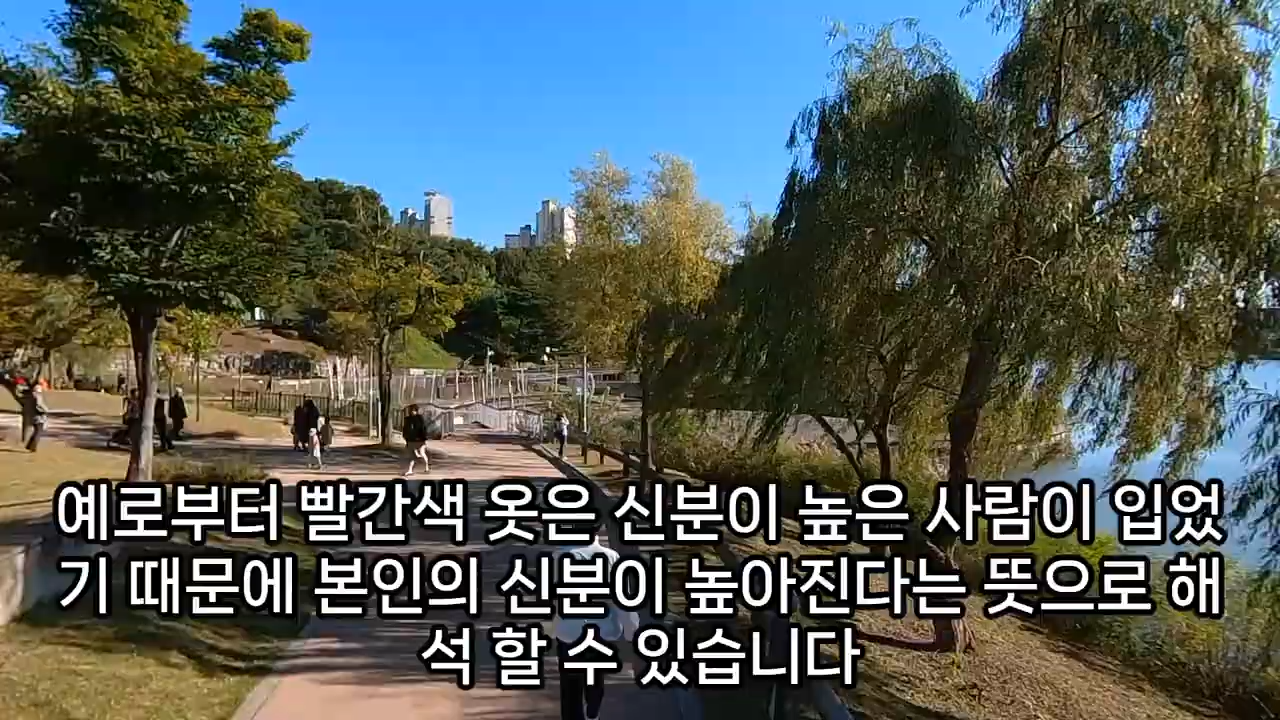 예로부터 빨간색 옷은 신분이 높은 사람이 입었
기 때문에 본인의 신분이 높아진다는 뜻으로 해
석 할 수 있습니다